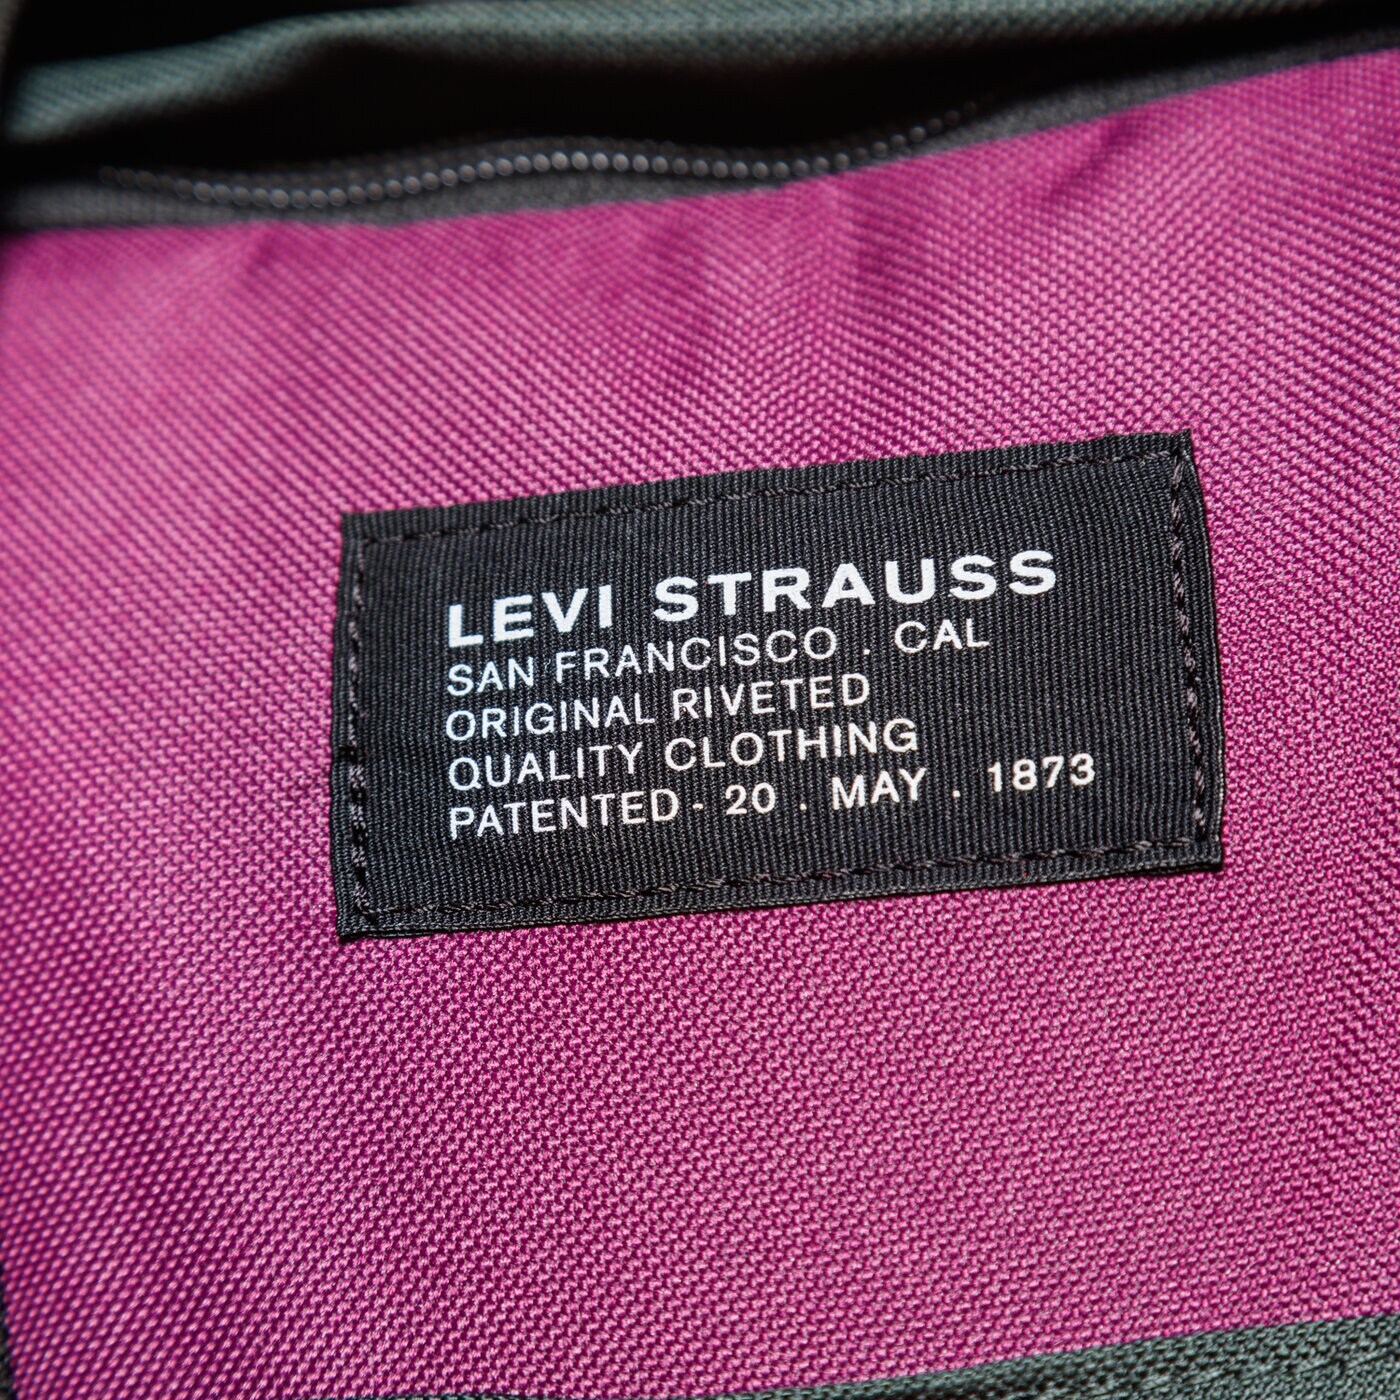 LEVI STRAUSS
SAN FRANCISCO . CAL
ORIGINAL RIVETED
QUALITY CLOTHING
PATENTED - 20 . MAY . 1873